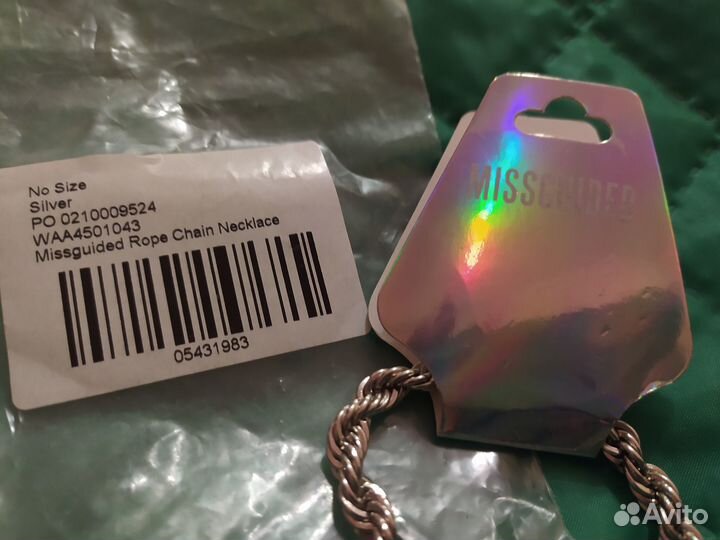 No Size
Silver
PO 0210009524
WAA4501043
Missguided Rope Chain Necklace
05431983
MISSGUIDED
Avito